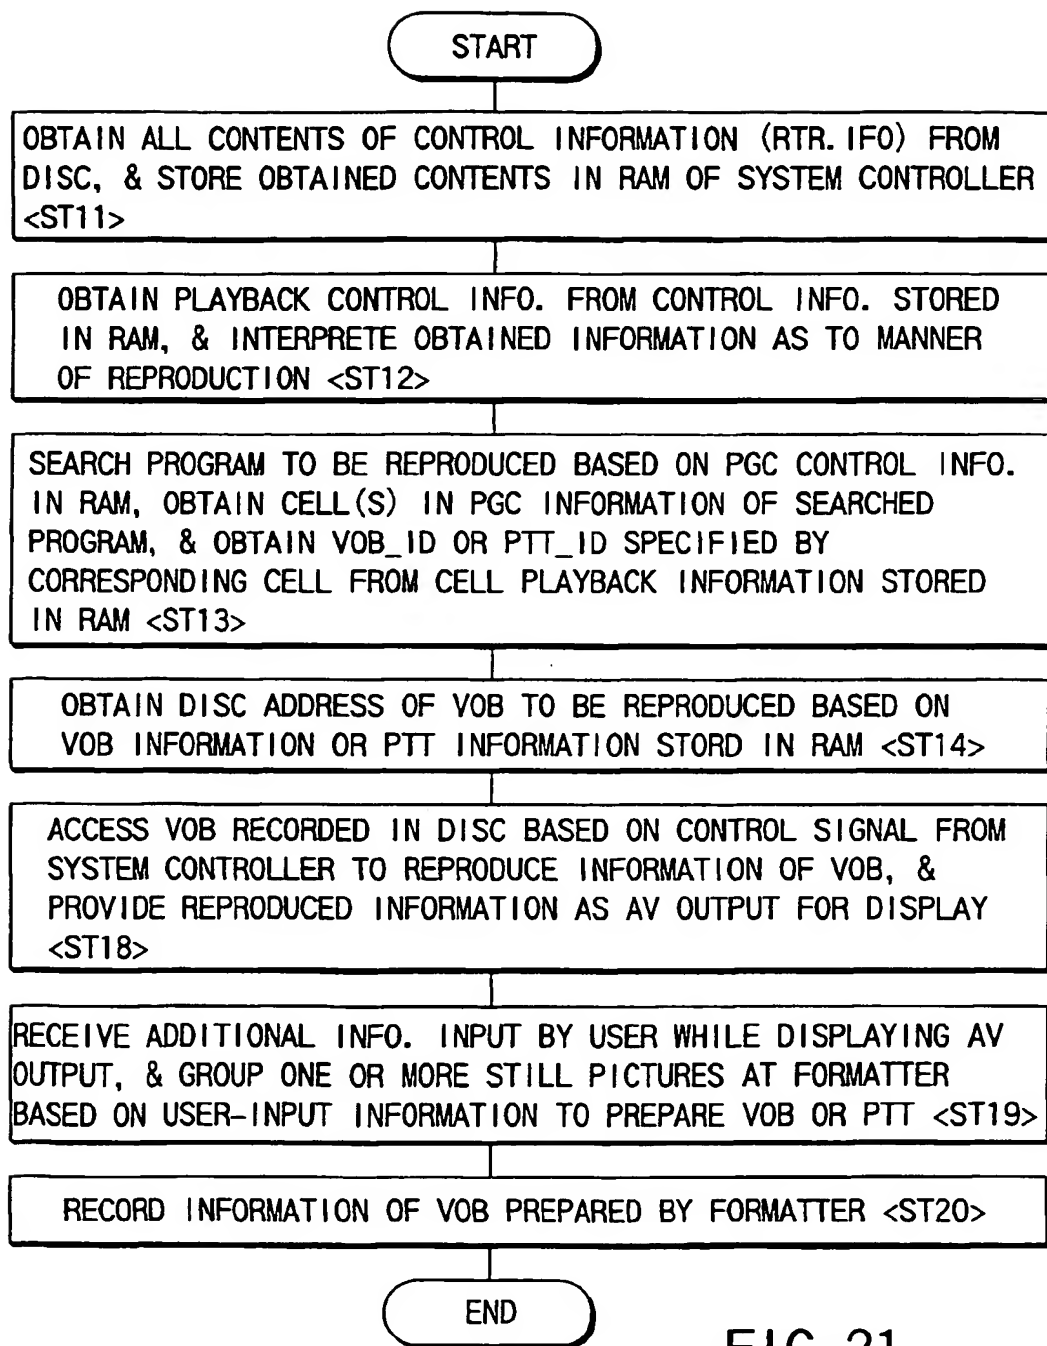 START
OBTAIN ALL CONTENTS OF CONTROL INFORMATION (RTR. IFO) FROM
DISC, & STORE OBTAINED CONTENTS IN RAM OF SYSTEM CONTROLLER
<ST11>
OBTAIN PLAYBACK CONTROL INFO. FROM CONTROL INFO. STORED
IN RAM, & INTERPRETE OBTAINED INFORMATION AS TO MANNER
OF REPRODUCTION <ST12>
SEARCH PROGRAM TO BE REPRODUCED BASED ON PGC CONTROL INFO.
IN RAM, OBTAIN CELL(S) IN PGC INFORMATION OF SEARCHED
PROGRAM, & OBTAIN VOB_ID OR PTT_ID SPECIFIED BY
CORRESPONDING CELL FROM CELL PLAYBACK INFORMATION STORED
IN RAM <ST13>
OBTAIN DISC ADDRESS OF VOB TO BE REPRODUCED BASED ON
VOB INFORMATION OR PTT INFORMATION STORD IN RAM <ST14>
ACCESS VOB RECORDED IN DISC BASED ON CONTROL SIGNAL FROM
SYSTEM CONTROLLER TO REPRODUCE INFORMATION OF VOB, &
PROVIDE REPRODUCED INFORMATION AS AV OUTPUT FOR DISPLAY
<ST18>
RECEIVE ADDITIONAL INFO. INPUT BY USER WHILE DISPLAYING AV
OUTPUT, & GROUP ONE OR MORE STILL PICTURES AT FORMATTER
BASED ON USER-INPUT INFORMATION TO PREPARE VOB OR PTT <ST19>
RECORD INFORMATION OF VOB PREPARED BY FORMATTER <ST20>
END
FIG. 21